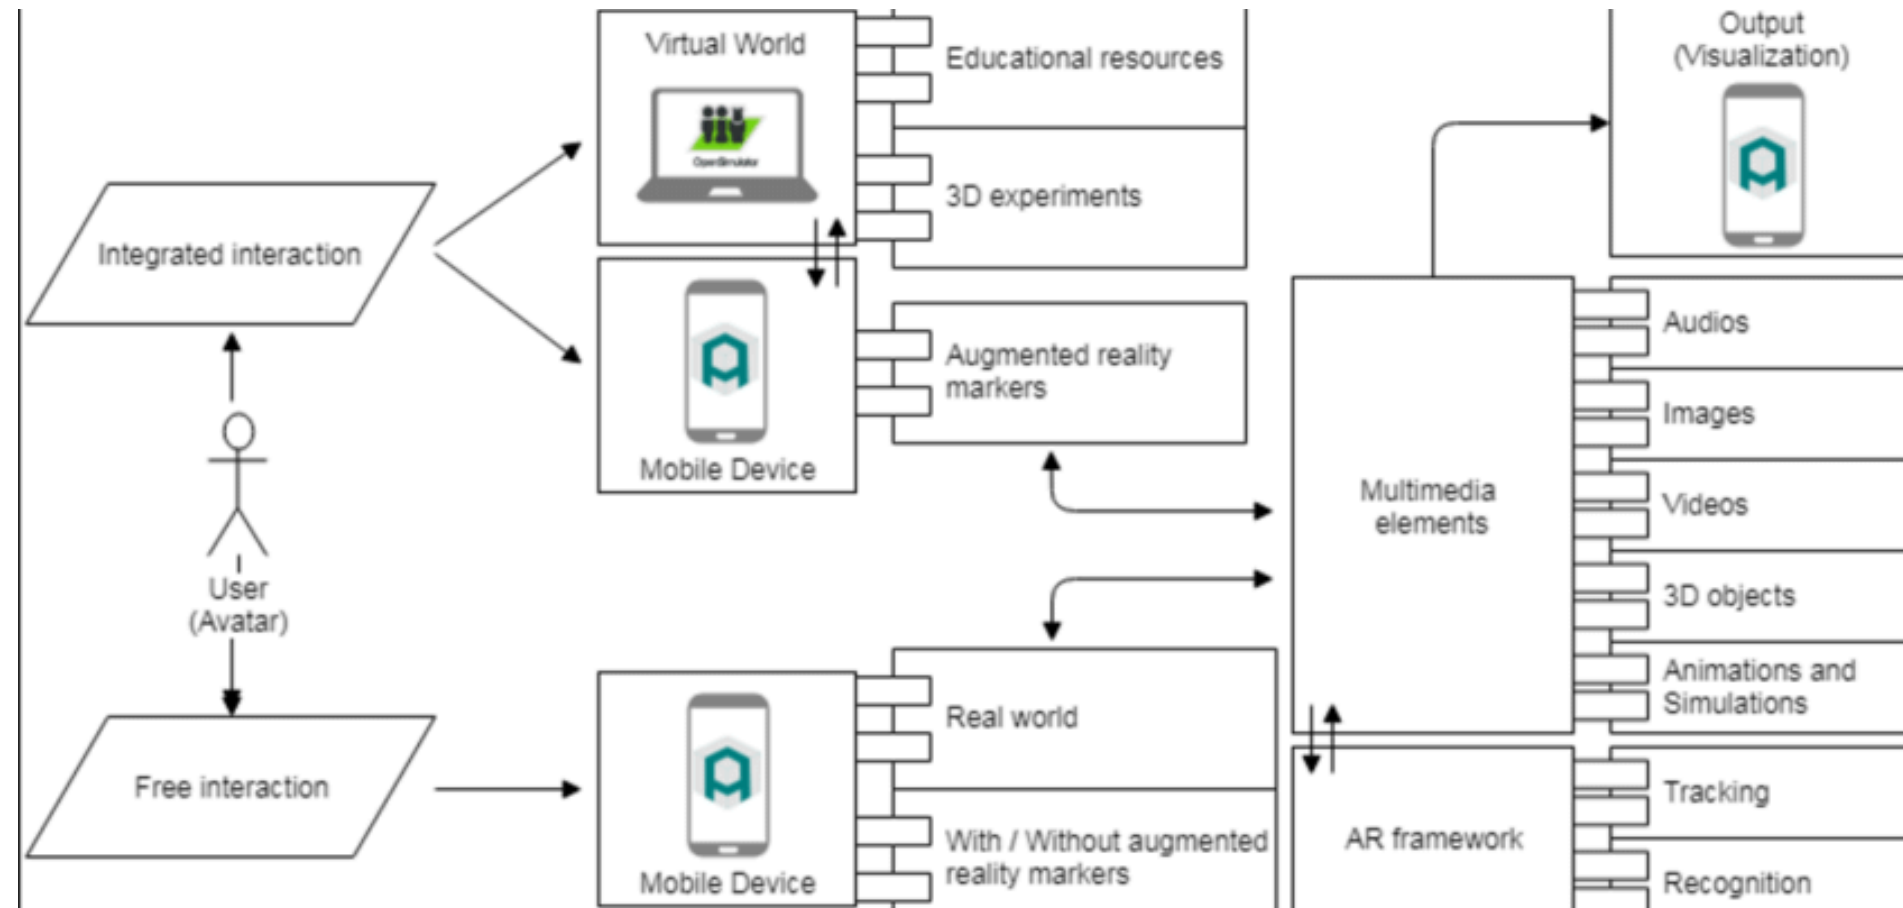 Virtual World
OpenSimulator
Educational resources
3D experiments
Output
(Visualization)
Integrated interaction
Augmented reality
markers
Mobile Device
Audios
Images
Multimedia
elements
Videos
3D objects
Animations and
Simulations
User
(Avatar)
Free interaction
Mobile Device
Real world
With / Without augmented
reality markers
AR framework
Tracking
Recognition